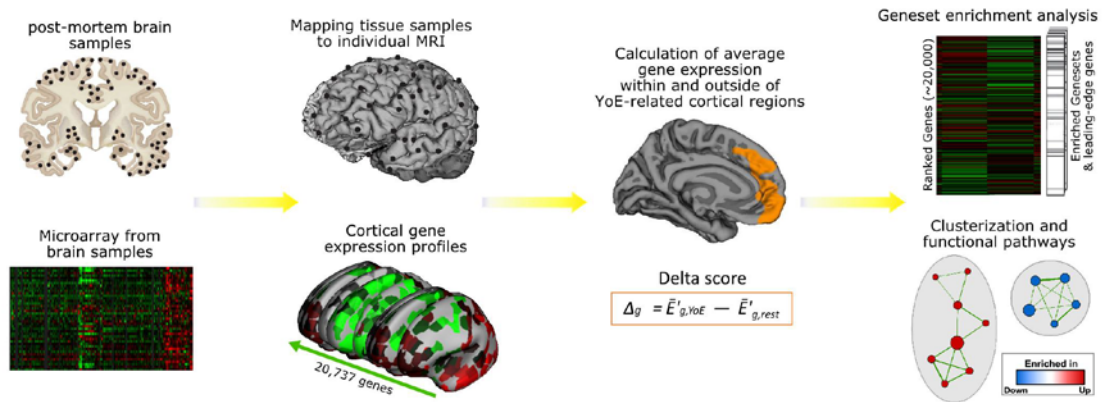 post-mortem brain
samples
Microarray from
brain samples
Mapping tissue samples
to individual MRI
Cortical gene
expression profiles
20,737 genes
Calculation of average
gene expression
within and outside of
YoE-related cortical regions
Delta score
Δg = Ē'g,YoE — Ē'g,rest
Geneset enrichment analysis
Ranked Genes (~20,000)
Enriched Genesets
& leading-edge genes
Clusterization and
functional pathways
Enriched in
Down Up